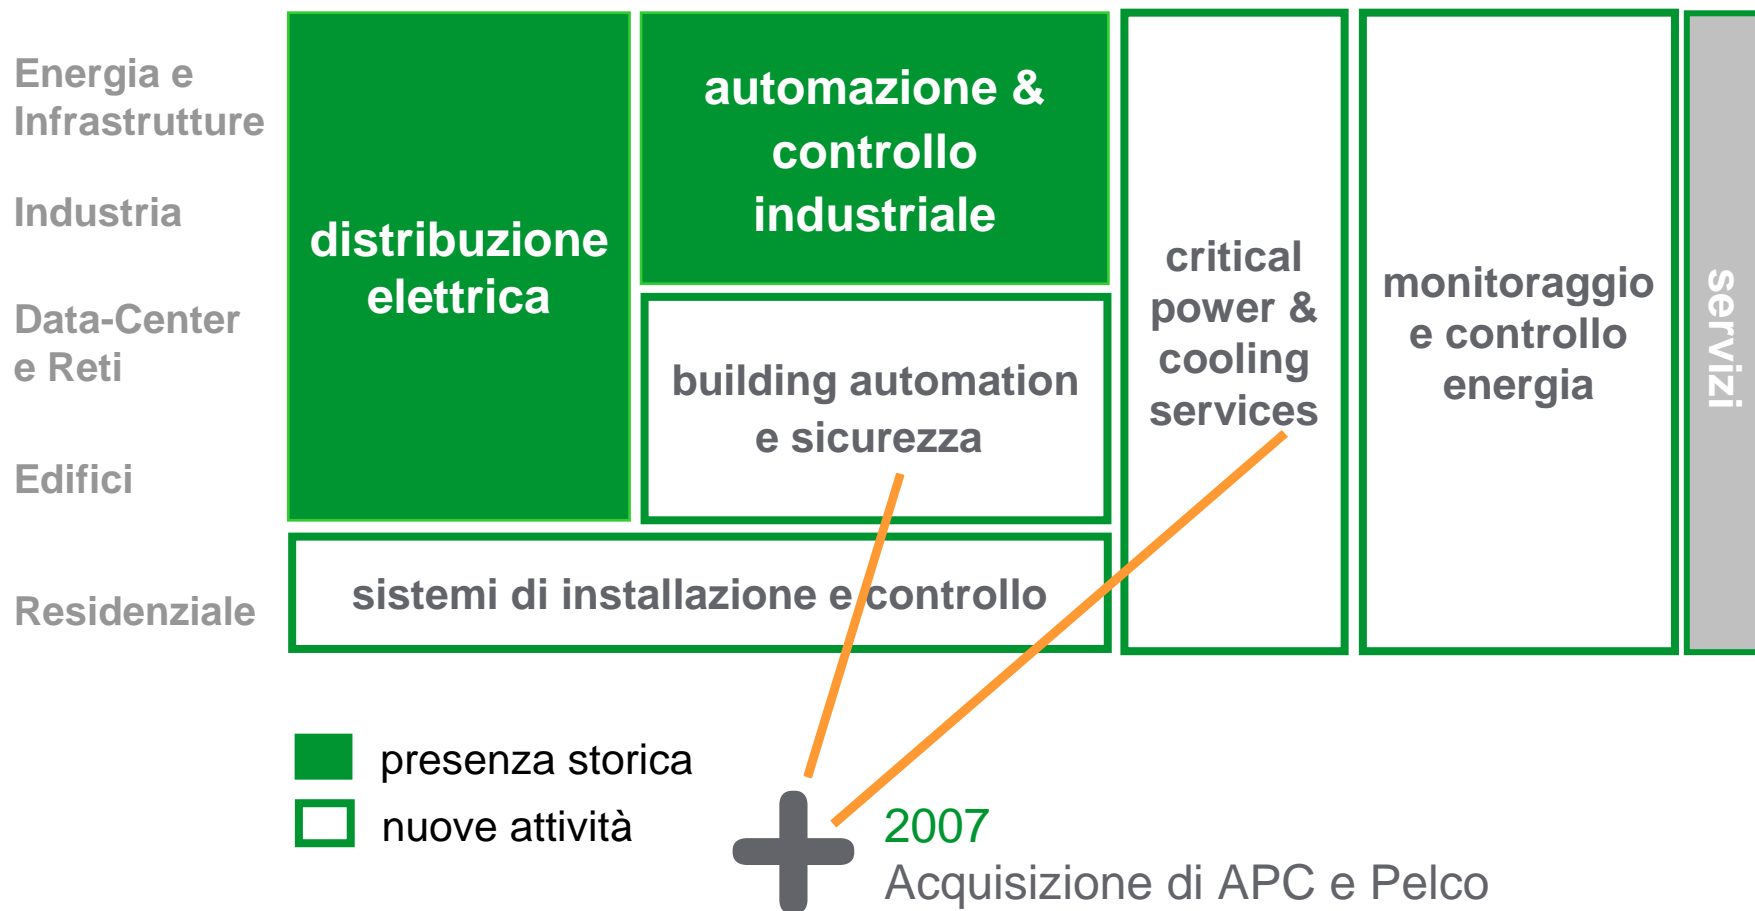 Energia e
Infrastrutture
Industria
Data-Center
e Reti
Edifici
Residenziale
distribuzione
elettrica
automazione &
controllo
industriale
building automation
e sicurezza
sistemi di installazione e controllo
critical
power &
cooling
services
monitoraggio
e controllo
energia
servizi
presenza storica
nuove attività
2007
Acquisizione di APC e Pelco